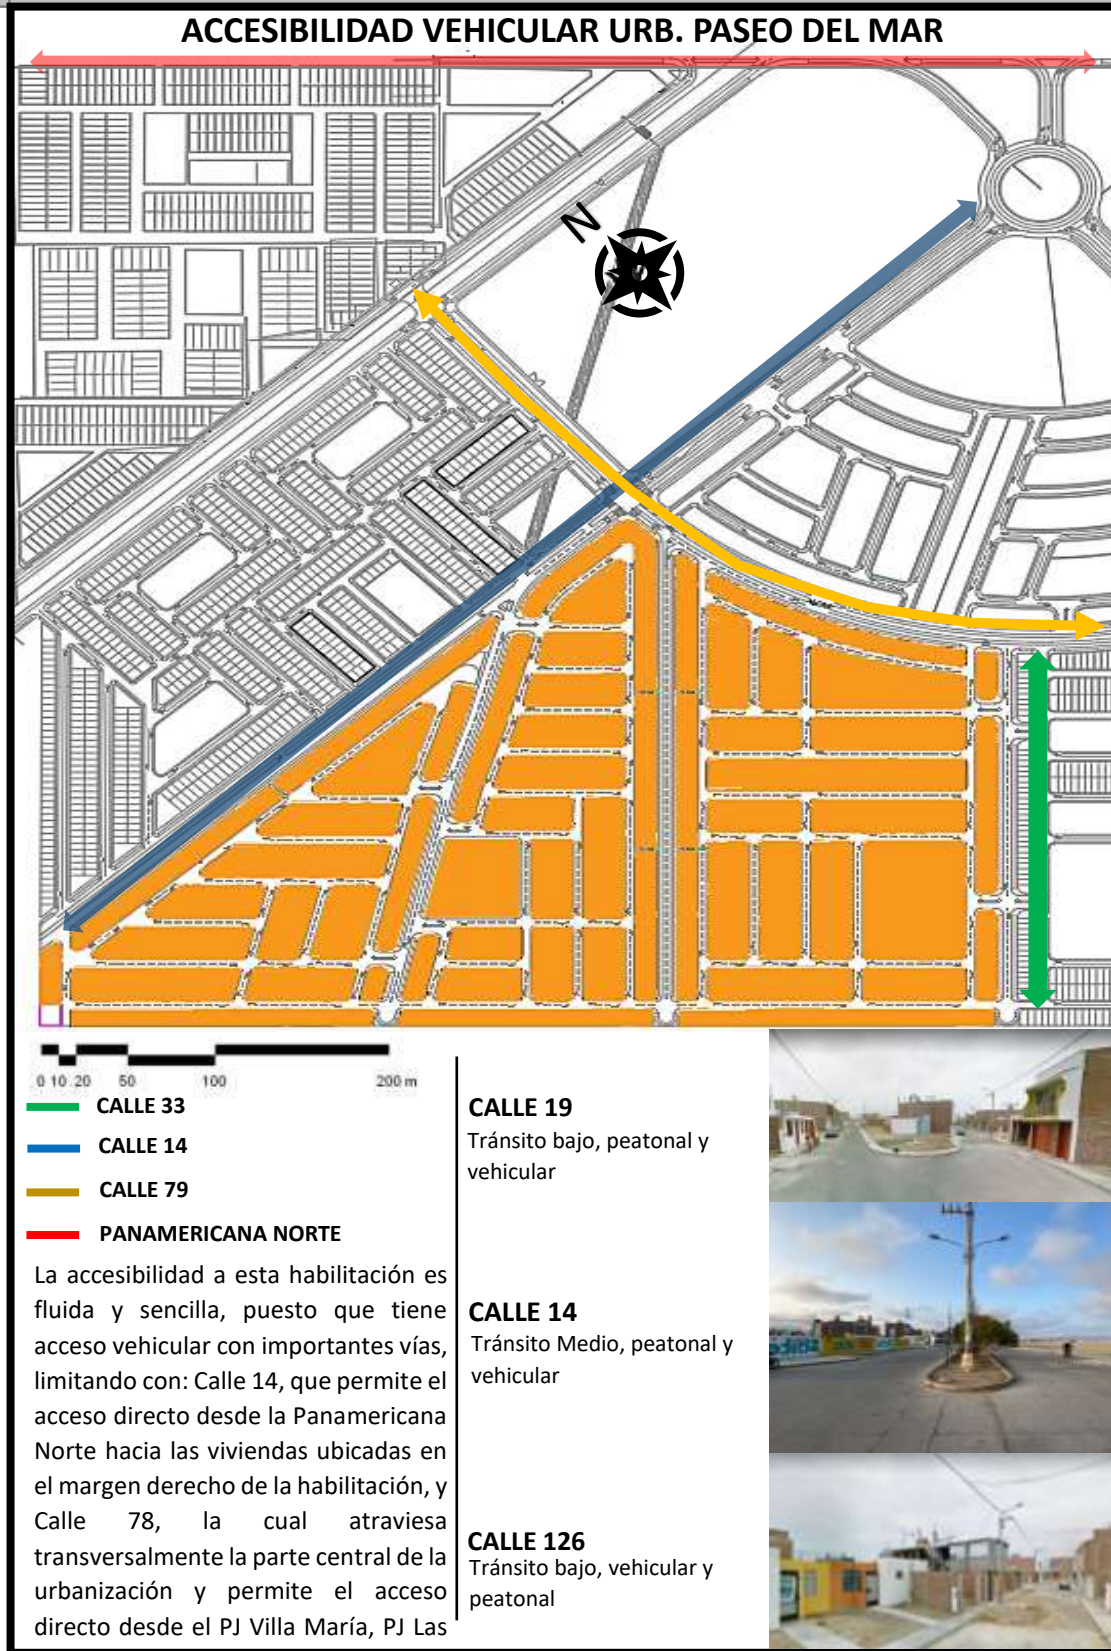 ACCESIBILIDAD VEHICULAR URB. PASEO DEL MAR
N
0 10 20 50 100 200 m
CALLE 33
CALLE 14
CALLE 79
PANAMERICANA NORTE
La accesibilidad a esta habilitación es
fluida y sencilla, puesto que tiene
acceso vehicular con importantes vías,
limitando con: Calle 14, que permite el
acceso directo desde la Panamericana
Norte hacia las viviendas ubicadas en
el margen derecho de la habilitación, y
Calle 78, la cual atraviesa
transversalmente la parte central de la
urbanización y permite el acceso
directo desde el PJ Villa María, PJ Las
CALLE 19
Tránsito bajo, peatonal y
vehicular
CALLE 14
Tránsito Medio, peatonal y
vehicular
CALLE 126
Tránsito bajo, vehicular y
peatonal